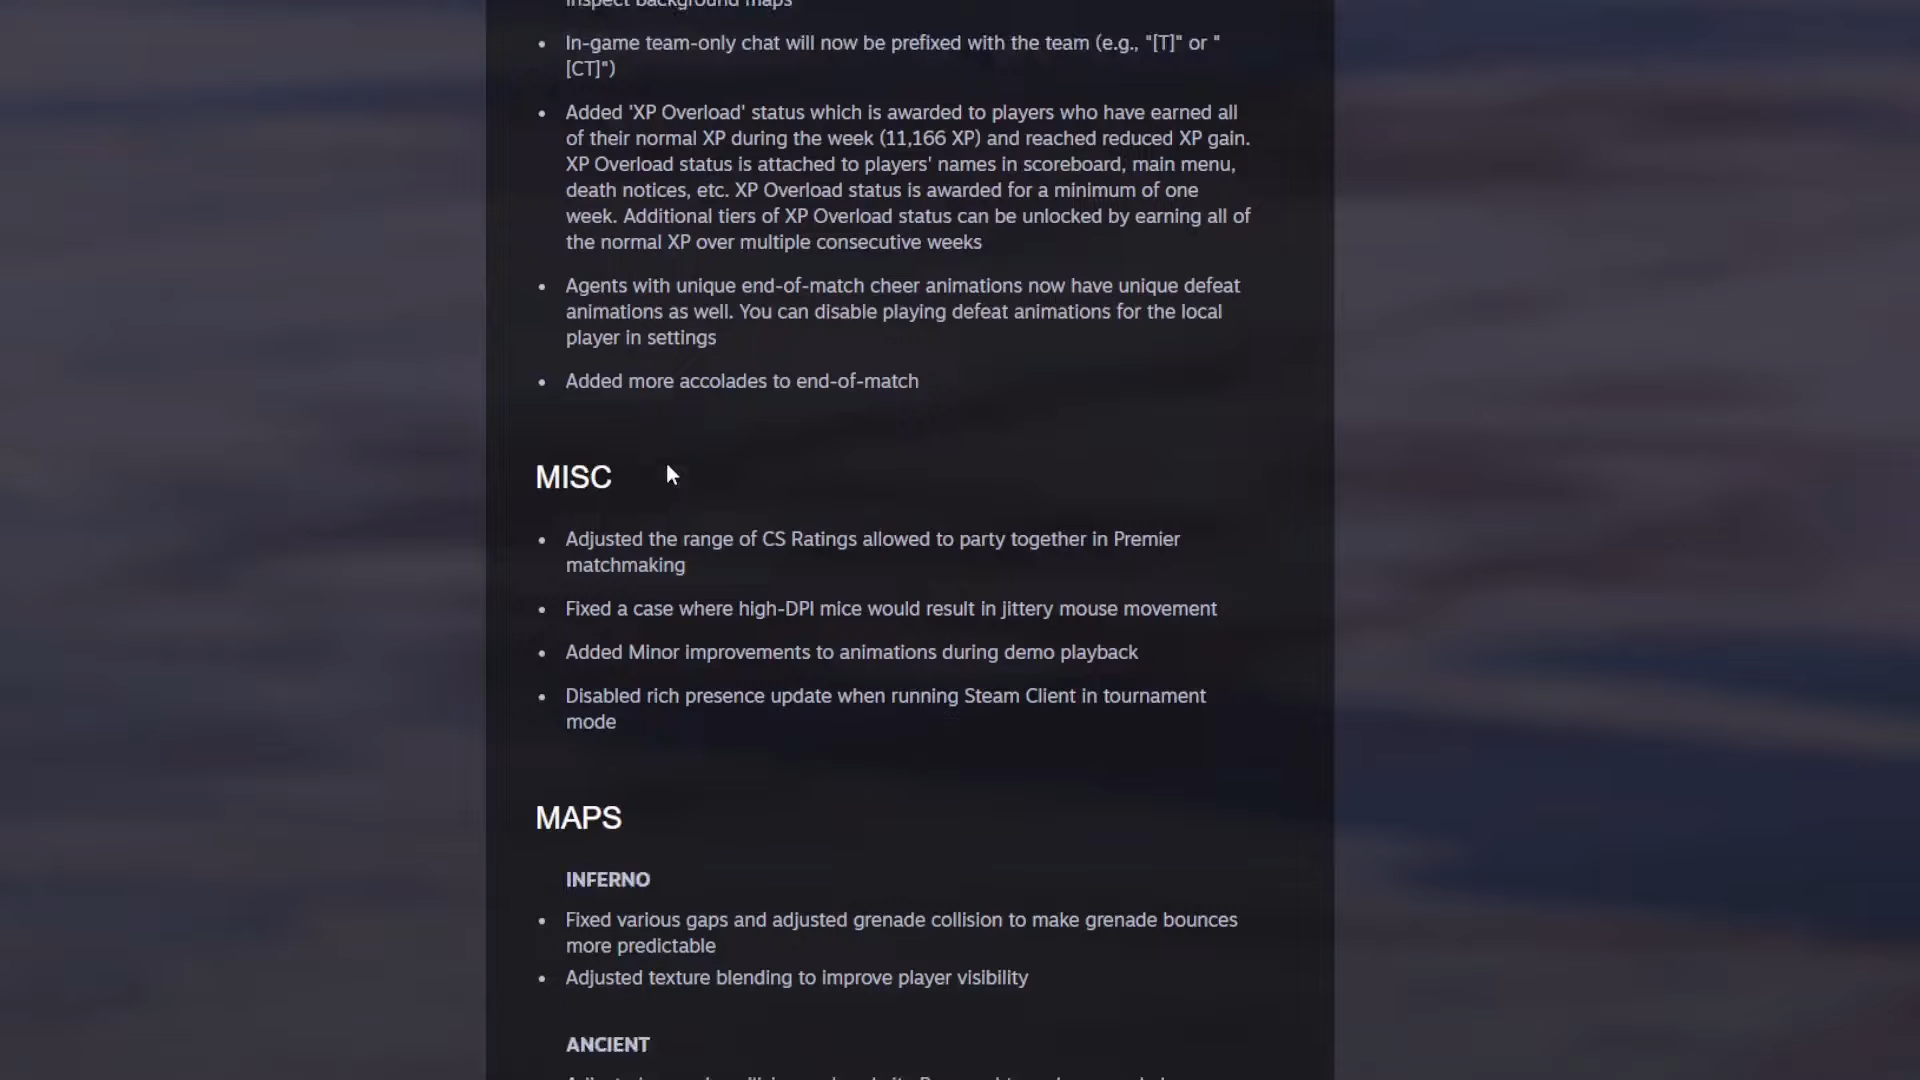 inspect background maps
• In-game team-only chat will now be prefixed with the team (e.g., "[T]" or "
[CT]")
• Added 'XP Overload' status which is awarded to players who have earned all
of their normal XP during the week (11,166 XP) and reached reduced XP gain.
XP Overload status is attached to players' names in scoreboard, main menu,
death notices, etc. XP Overload status is awarded for a minimum of one
week. Additional tiers of XP Overload status can be unlocked by earning all of
the normal XP over multiple consecutive weeks
• Agents with unique end-of-match cheer animations now have unique defeat
animations as well. You can disable playing defeat animations for the local
player in settings
• Added more accolades to end-of-match
MISC
• Adjusted the range of CS Ratings allowed to party together in Premier
matchmaking
• Fixed a case where high-DPI mice would result in jittery mouse movement
• Added Minor improvements to animations during demo playback
• Disabled rich presence update when running Steam Client in tournament
mode
MAPS
INFERNO
• Fixed various gaps and adjusted grenade collision to make grenade bounces
more predictable
• Adjusted texture blending to improve player visibility
ANCIENT